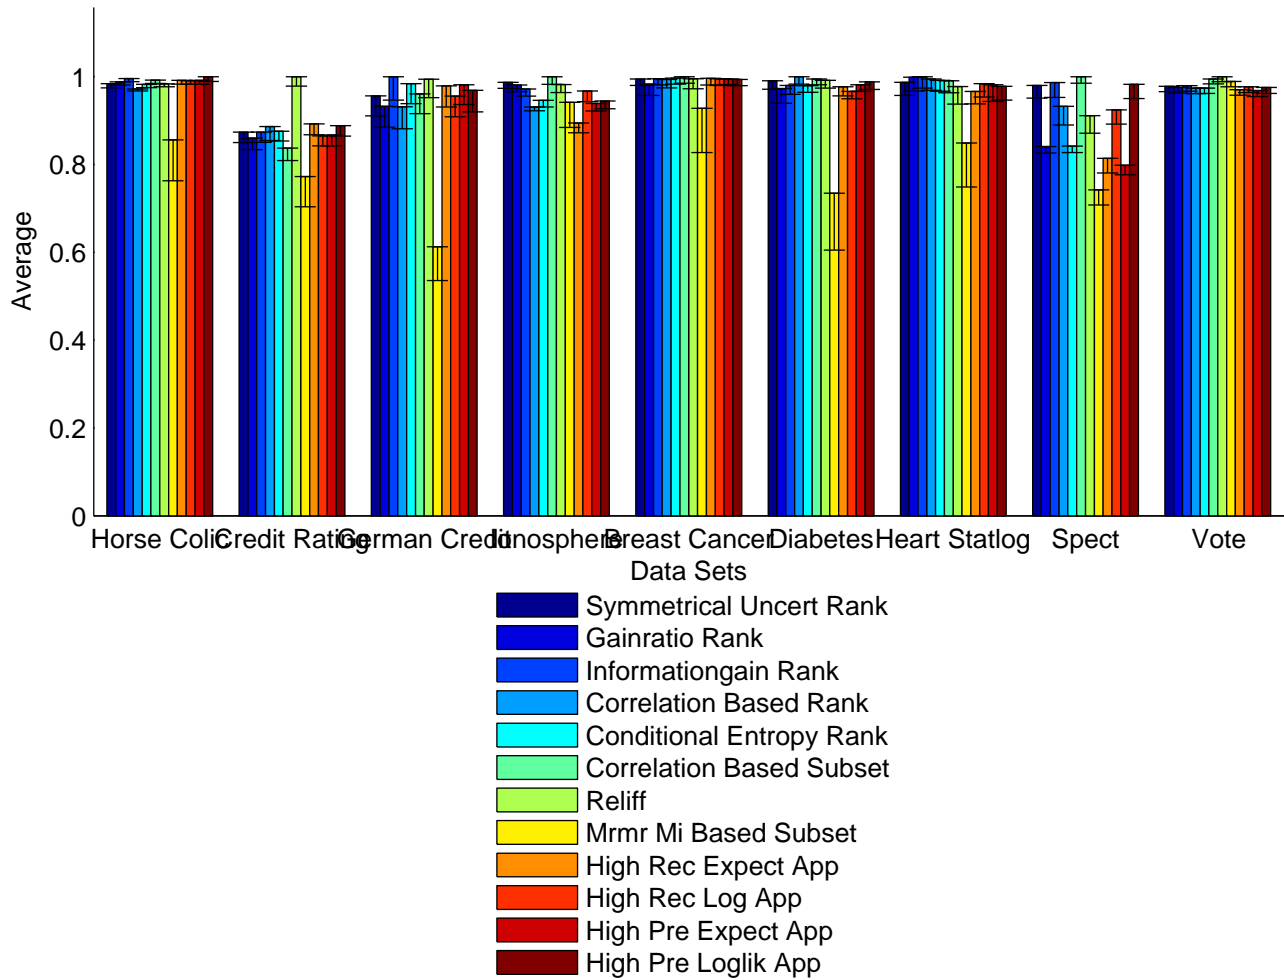 1
0.8
0.6
0.4
0.2
0
Average
Horse Colic Credit Rating German Credit Ionosphere Breast Cancer Diabetes Heart Statlog Spect Vote
Data Sets
Symmetrical Uncert Rank
Gainratio Rank
Informationgain Rank
Correlation Based Rank
Conditional Entropy Rank
Correlation Based Subset
Reliff
Mrmr Mi Based Subset
High Rec Expect App
High Rec Log App
High Pre Expect App
High Pre Loglik App